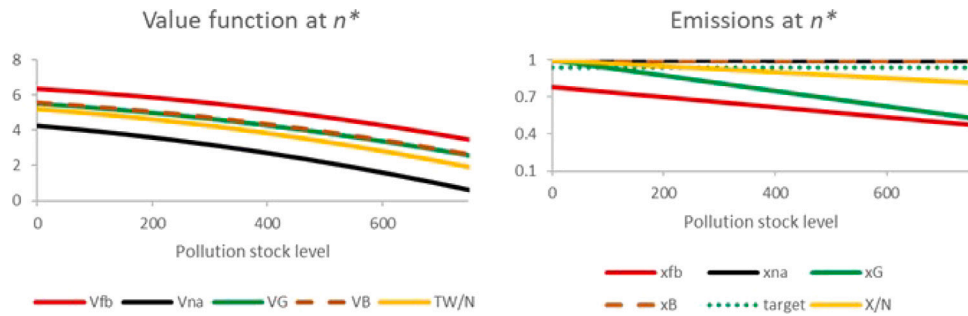 Value function at n*
8
6
4
2
0
0 200 400 600
Pollution stock level
Vfb Vna VG VB TW/N
Emissions at n*
1
0.7
0.4
0.1
0 200 400 600
Pollution stock level
xfb xna xG
xB target X/N